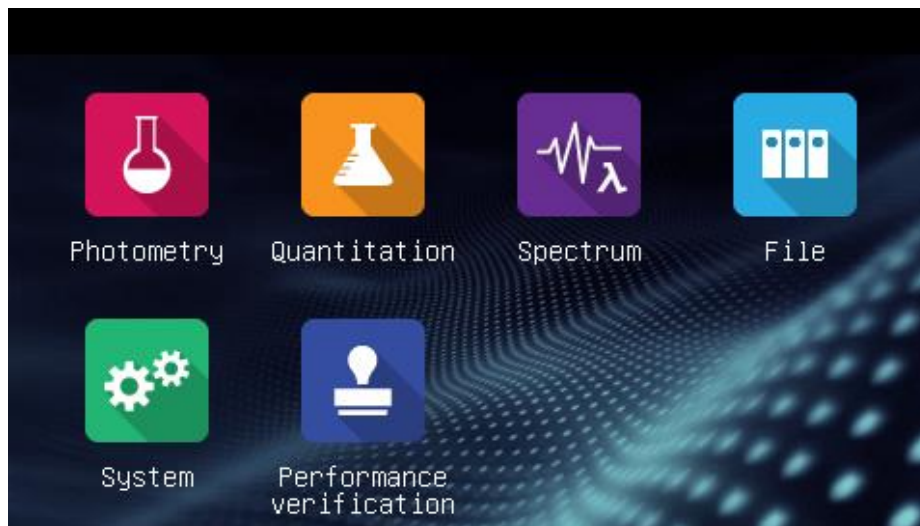 Photometry
Quantitation
Spectrum
File
System
Performance
verification
λ